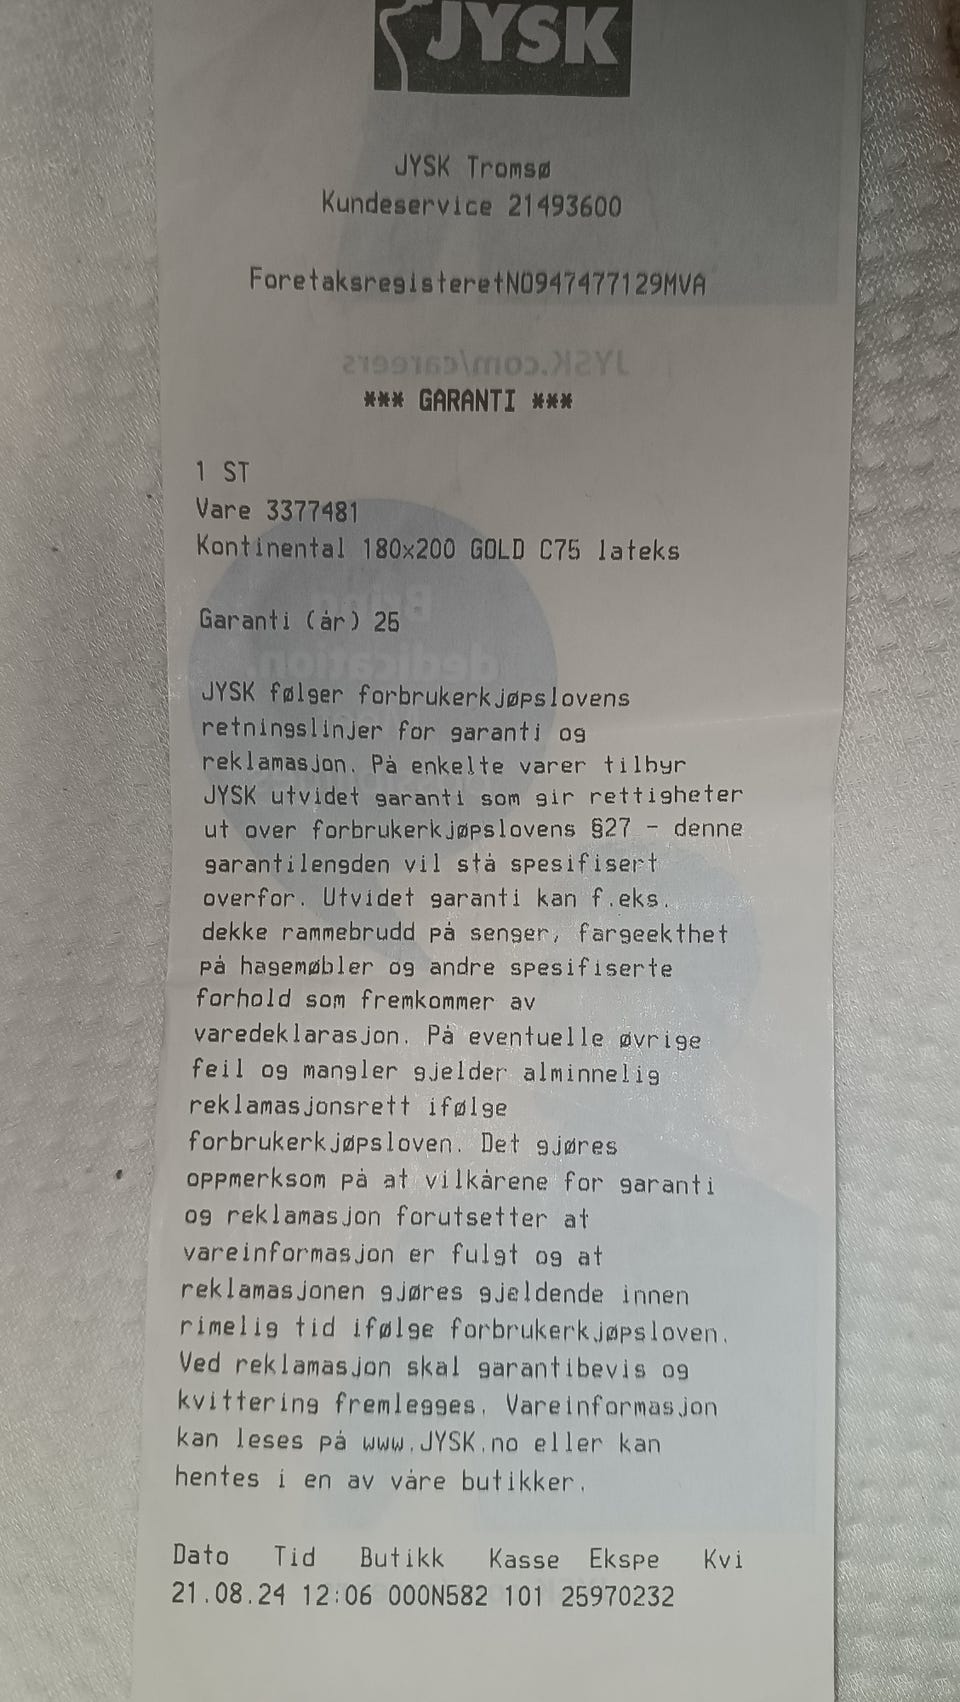 JYSK
JYSK Tromsø
Kundeservice 21493600
ForetaksregisteretNO947477129MVA
JYSK.com/careers
*** GARANTI ***
1 ST
Vare 3377481
Kontinental 180x200 GOLD C75 lateks
Bring
dedication.
Garanti (år) 25
JYSK følger forbrukerkjøpslovens
retningslinjer for garanti og
reklamasjon. På enkelte varer tilbyr
JYSK utvidet garanti som gir rettigheter
ut over forbrukerkjøpslovens §27 - denne
garantilengden vil stå spesifisert
overfor. Utvidet garanti kan f.eks.
dekke rammebrudd på senger, fargeekthet
på hagemøbler og andre spesifiserte
forhold som fremkommer av
varedeklarasjon. På eventuelle øvrige
feil og mangler gjelder alminnelig
reklamasjonsrett ifølge
forbrukerkjøpsloven. Det gjøres
oppmerksom på at vilkårene for garanti
og reklamasjon forutsetter at
vareinformasjon er fulgt og at
reklamasjonen gjøres gjeldende innen
rimelig tid ifølge forbrukerkjøpsloven.
Ved reklamasjon skal garantibevis og
kvittering fremlegges. Vareinformasjon
kan leses på www.JYSK.no eller kan
hentes i en av våre butikker.
Dato Tid Butikk Kasse Ekspe Kvi
21.08.24 12:06 000N582 101 25970232